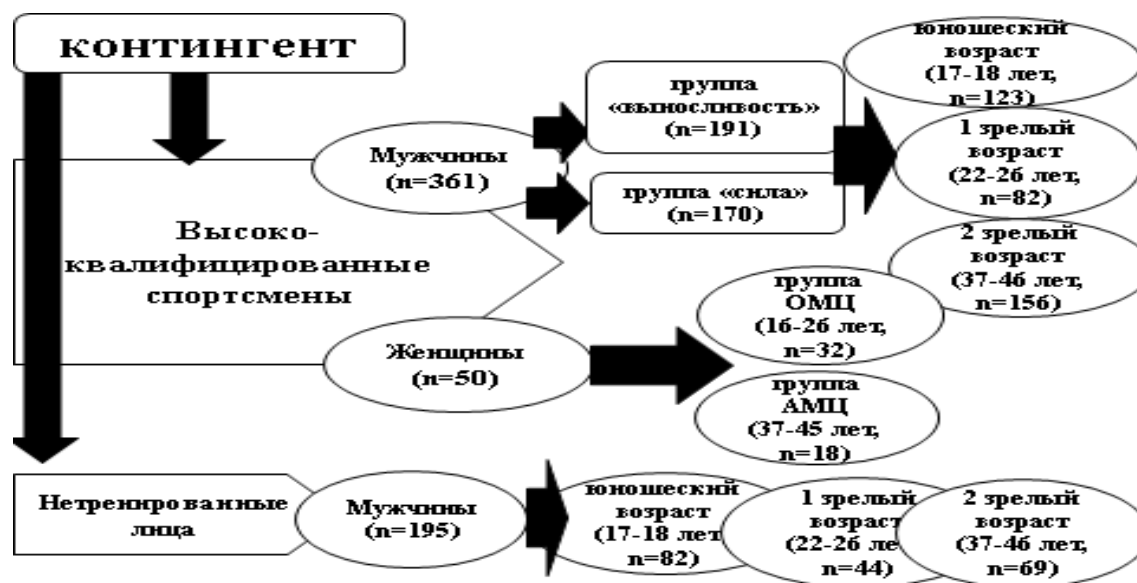 контингент
юношеский
возраст
(17-18 лет,
n=123)
группа
«выносливость»
(n=191)
1 зрелый
возраст
(22-26 лет,
n=82)
Мужчины
(n=361)
группа «сила»
(n=170)
Высоко-
квалифицированные
спортсмены
2 зрелый
возраст
(37-46 лет,
n=156)
группа
ОМЦ
(16-26 лет,
n=32)
Женщины
(n=50)
группа
АМЦ
(37-45 лет,
n=18)
Нетренированные
лица
Мужчины
(n=195)
юношеский
возраст
(17-18 лет
n=82)
1 зрелый
возраст
(22-26 ле
n=44)
2 зрелый
возраст
(37-46 лет,
n=69)